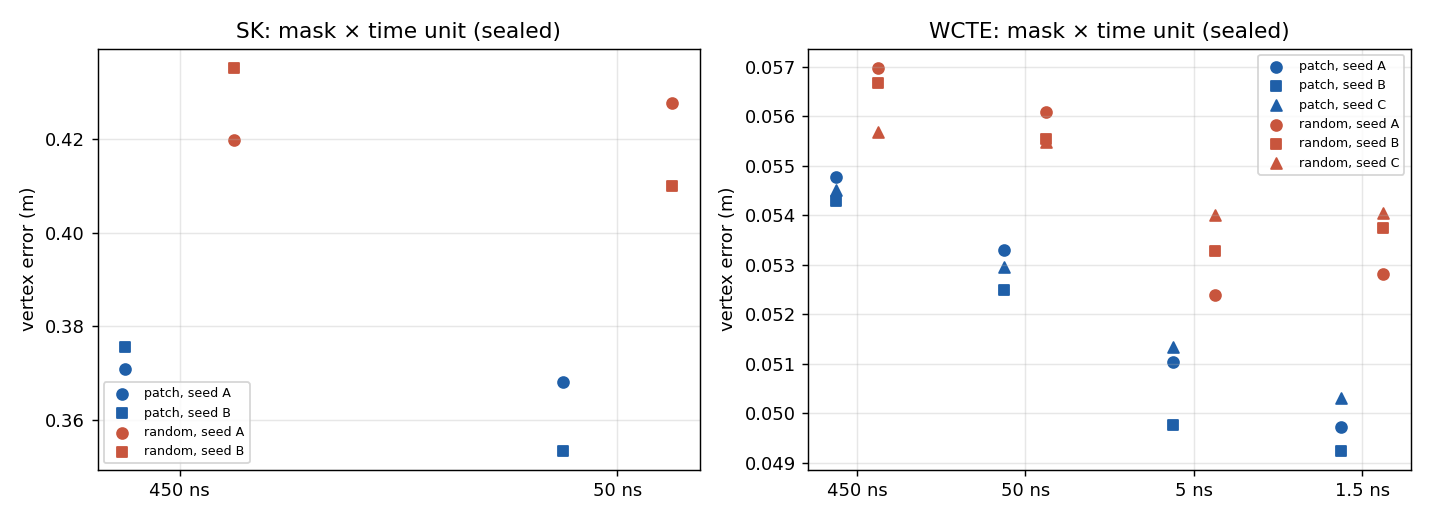 SK: mask × time unit (sealed)
vertex error (m)
0.42
0.40
0.38
0.36
patch, seed A
patch, seed B
random, seed A
random, seed B
450 ns
50 ns
WCTE: mask × time unit (sealed)
vertex error (m)
0.057
0.056
0.055
0.054
0.053
0.052
0.051
0.050
0.049
patch, seed A
patch, seed B
patch, seed C
random, seed A
random, seed B
random, seed C
450 ns
50 ns
5 ns
1.5 ns